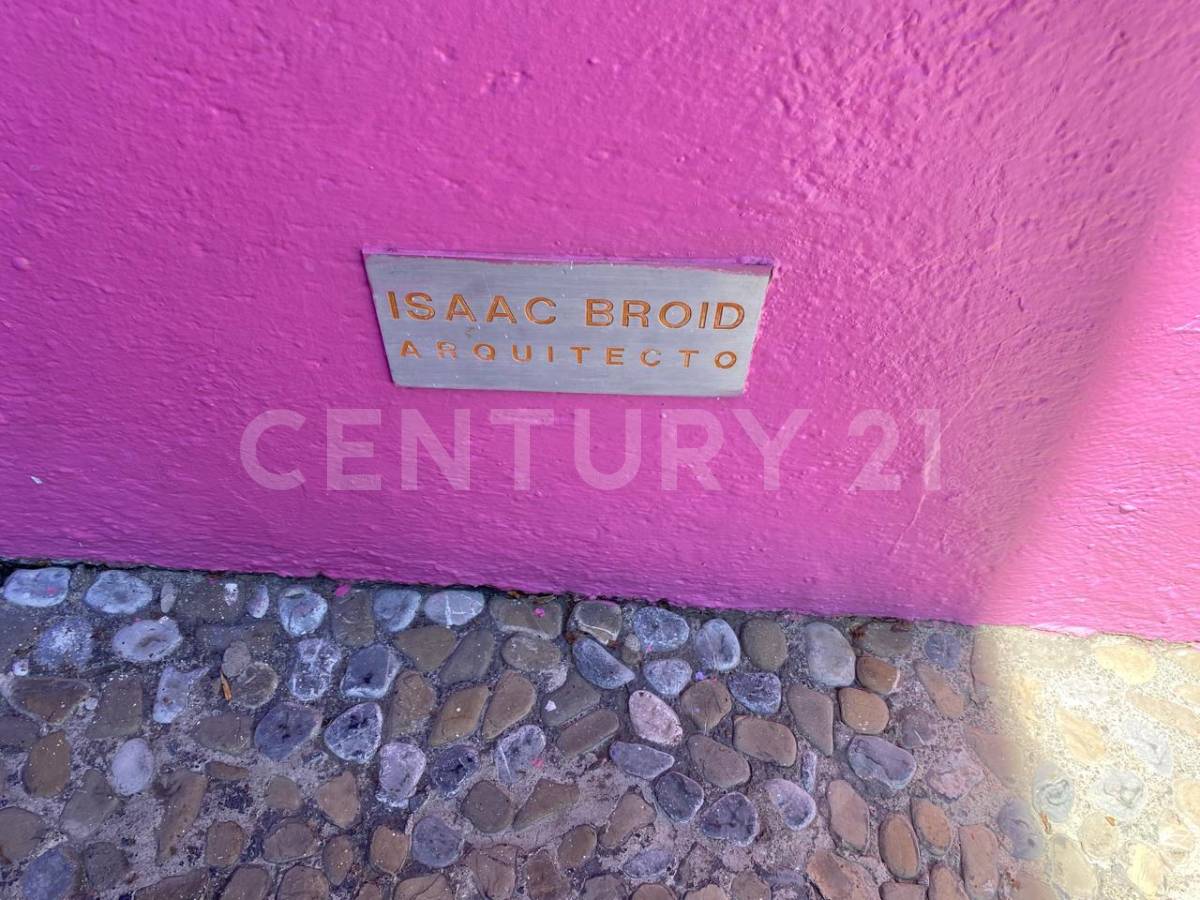 ISAAC BROID
ARQUITECTO
CENTURY 21